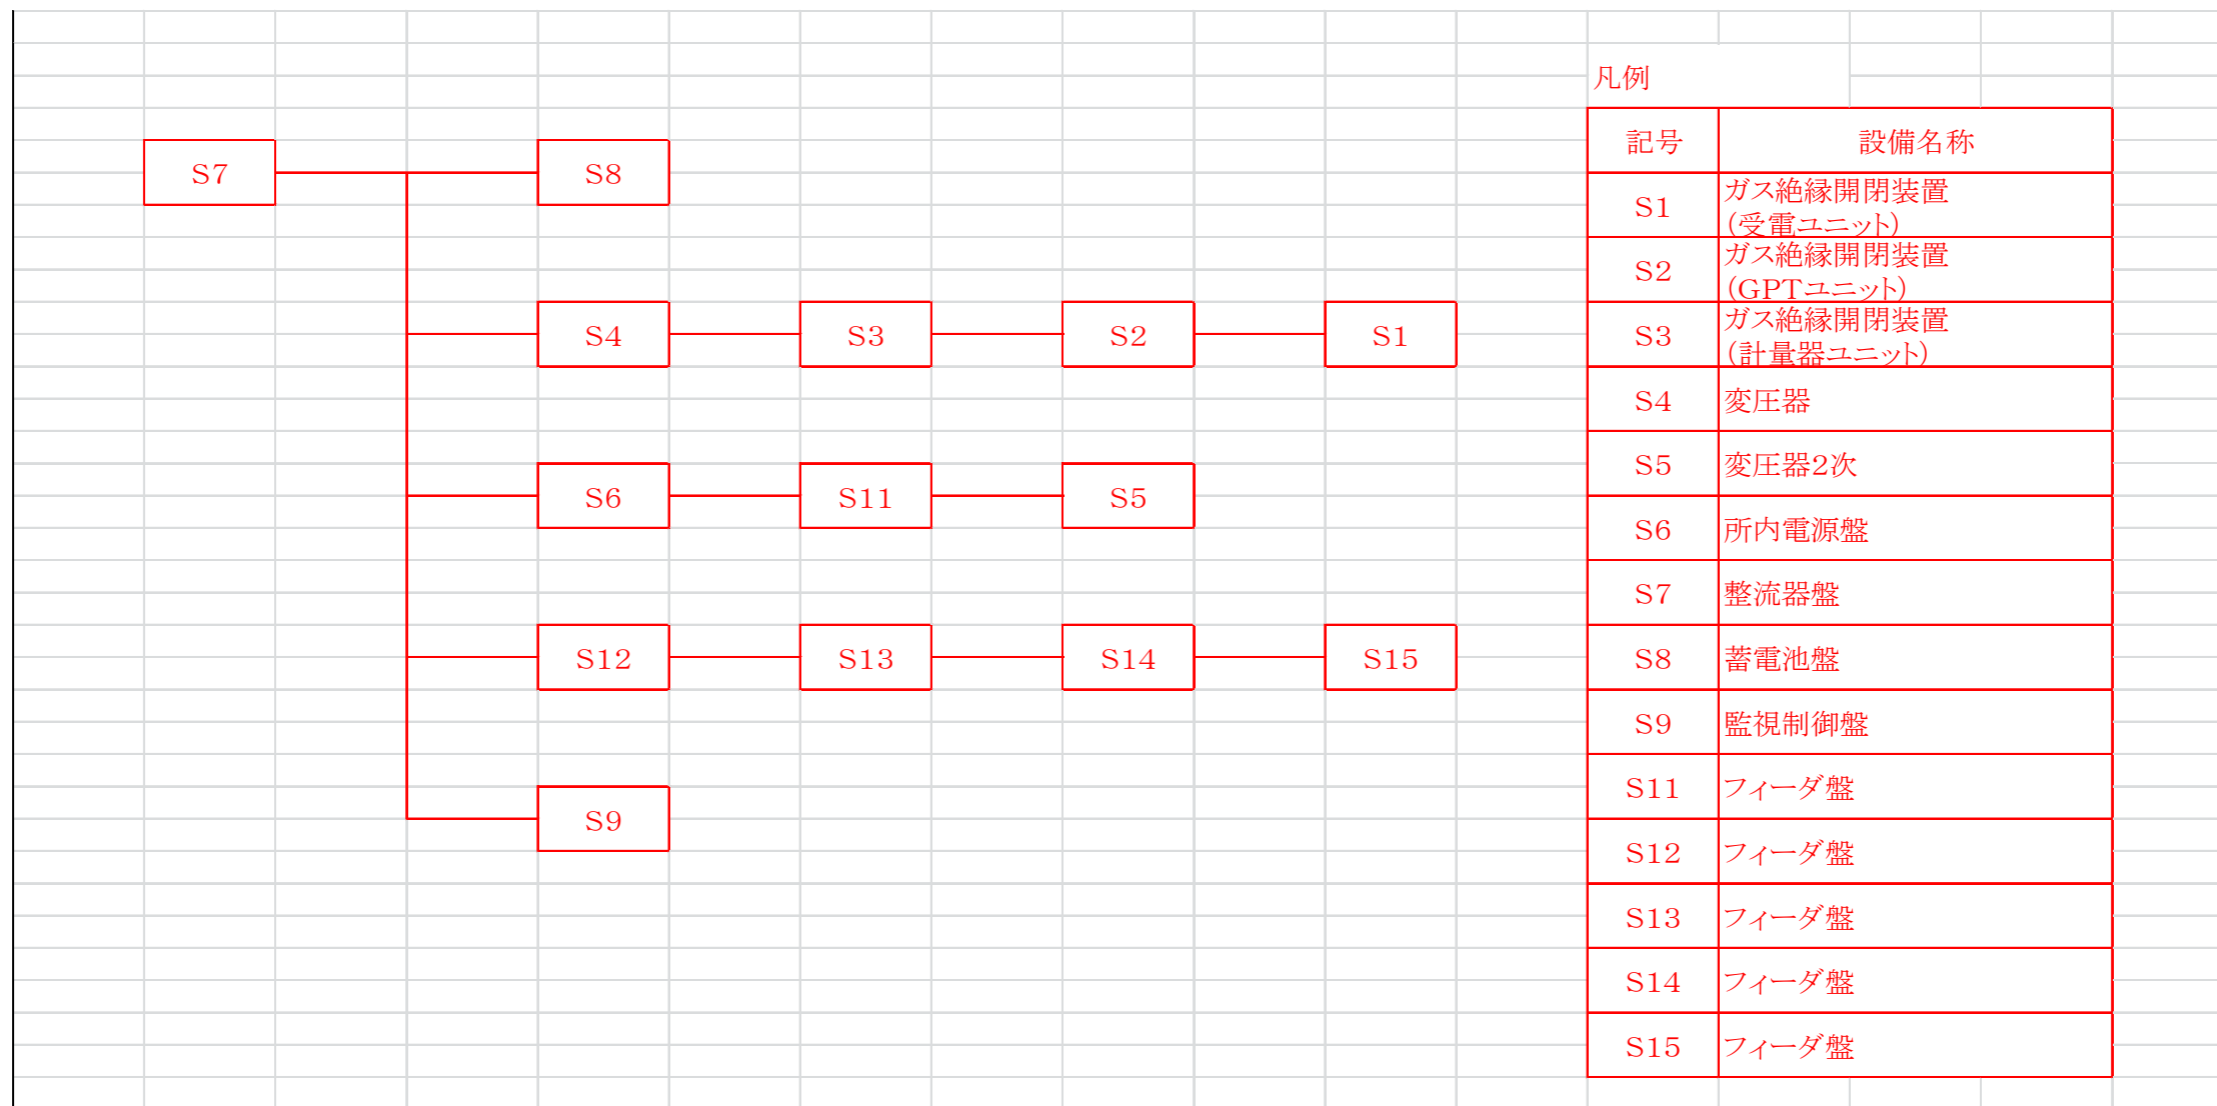 凡例
記号 設備名称
S7 S8
S1 ガス絶縁開閉装置
(受電ユニット)
S2 ガス絶縁開閉装置
(GPTユニット)
S4 S3 S2 S1
S3 ガス絶縁開閉装置
(計量器ユニット)
S4 変圧器
S5 変圧器2次
S6 S11 S5
S6 所内電源盤
S7 整流器盤
S12 S13 S14 S15
S8 蓄電池盤
S9 監視制御盤
S11 フィーダ盤
S9
S12 フィーダ盤
S13 フィーダ盤
S14 フィーダ盤
S15 フィーダ盤